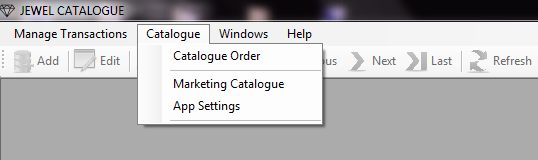 JEWEL CATALOGUE
Manage Transactions Catalogue Windows Help
Add Edit Next Last Refresh
Catalogue Order
Marketing Catalogue
App Settings